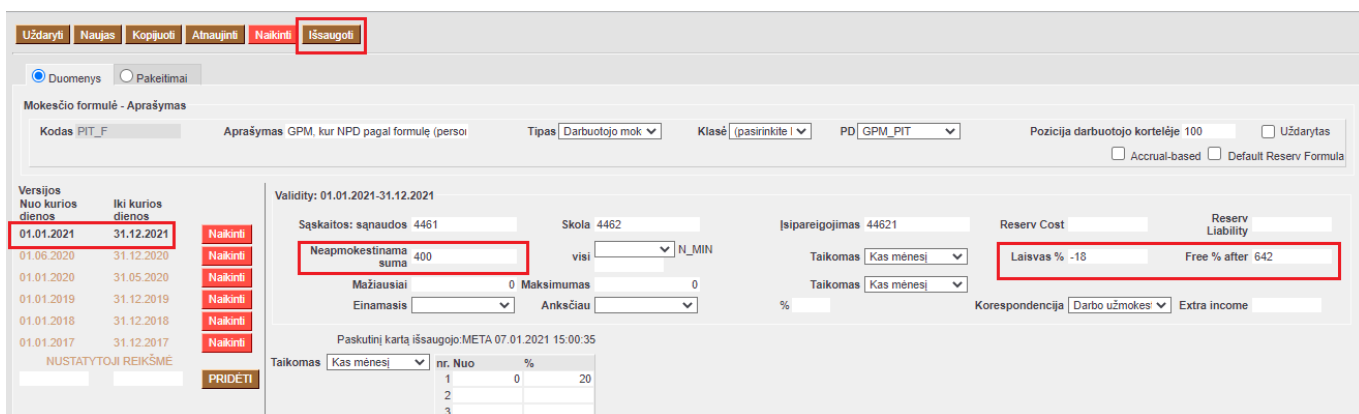 Uždaryti Naujas Kopijuoti Atnaujinti Naikinti Išsaugoti
Duomenys Pakeitimai
Mokesčio formulė - Aprašymas
Kodas PIT_F Aprašymas GPM, kur NPD pagal formulę (persor Tipas Darbuotojo mok Klasė (pasirinkite l PD GPM_PIT Pozicija darbuotojo kortelėje 100 Uždarytas
Accrual-based Default Reserv Formula
Versijos
Nuo kurios dienos Iki kurios dienos
01.01.2021 31.12.2021 Naikinti
01.06.2020 31.12.2020 Naikinti
01.01.2020 31.05.2020 Naikinti
01.01.2019 31.12.2019 Naikinti
01.01.2018 31.12.2018 Naikinti
01.01.2017 31.12.2017 Naikinti
NUSTATYTOJI REIKŠMĖ
PRIDĖTI
Validity: 01.01.2021-31.12.2021
Sąskaitos: sąnaudos 4461 Skola 4462 Įsipareigojimas 44621 Reserv Cost Reserv Liability
Neapmokestinama suma 400 visi N_MIN Taikomas Kas mėnesį Laisvas % -18 Free % after 642
Mažiausiai 0 Maksimumas 0 Taikomas Kas mėnesį
Einamasis Anksčiau % Korespondencija Darbo užmokes Extra income
Paskutinį kartą išsaugojo:META 07.01.2021 15:00:35
Taikomas Kas mėnesį nr. Nuo %
1 0 20
2
3